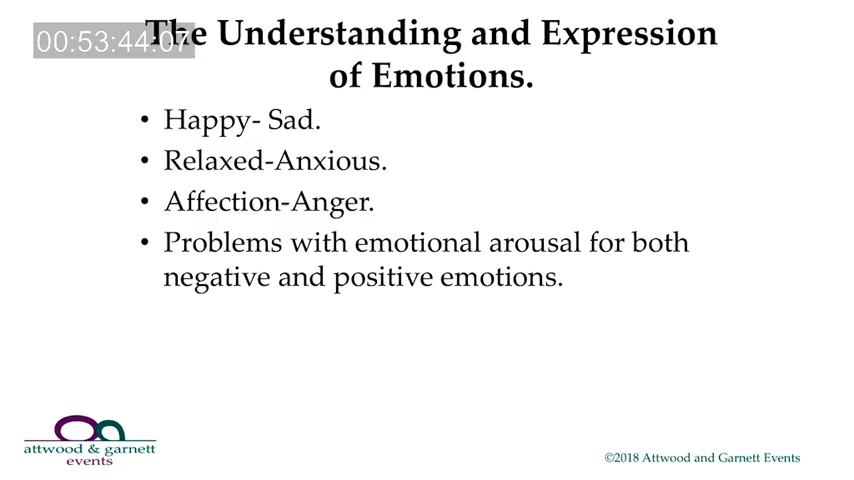 00:53:44:07
The Understanding and Expression
of Emotions.
• Happy- Sad.
• Relaxed-Anxious.
• Affection-Anger.
• Problems with emotional arousal for both
negative and positive emotions.
attwood & garnett
events
©2018 Attwood and Garnett Events